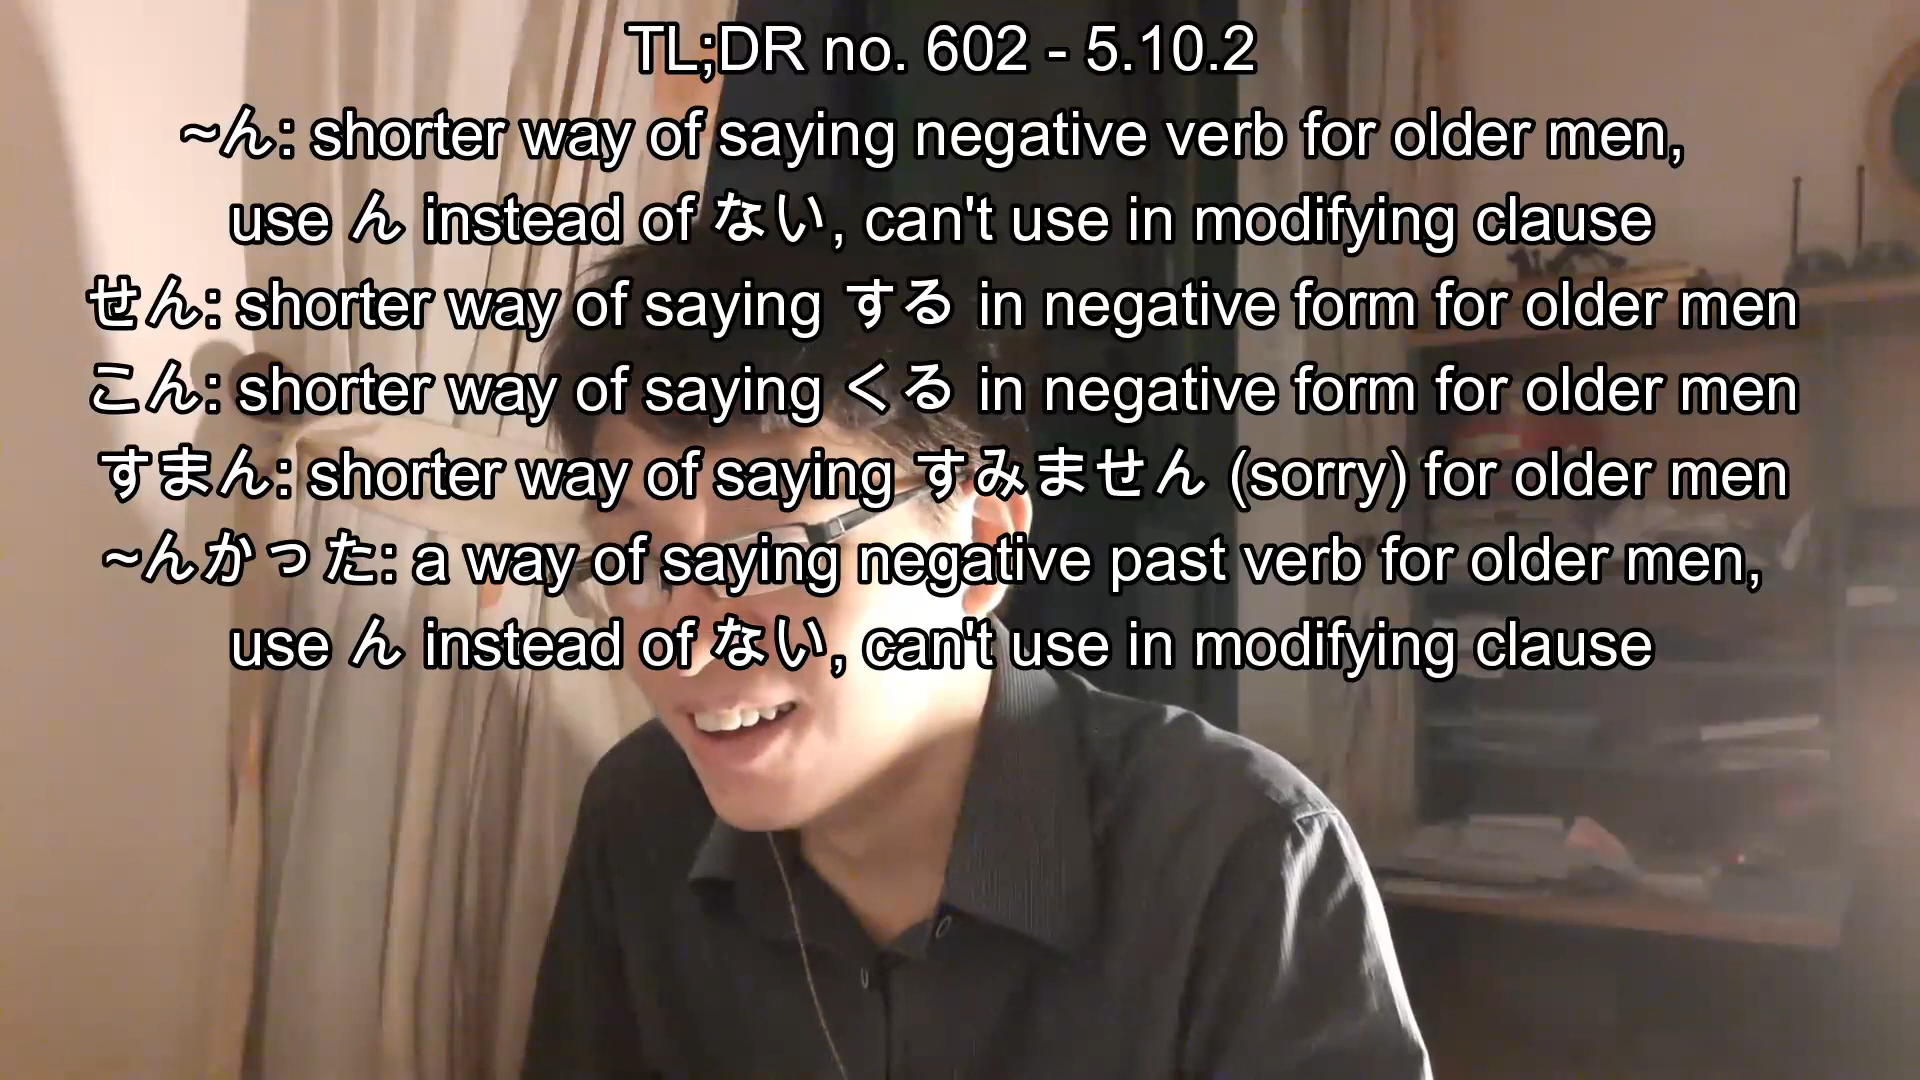 TL;DR no. 602 - 5.10.2
~ん: shorter way of saying negative verb for older men,
use ん instead of ない, can't use in modifying clause
せん: shorter way of saying する in negative form for older men
こん: shorter way of saying くる in negative form for older men
すまん: shorter way of saying すみません (sorry) for older men
~んかった: a way of saying negative past verb for older men,
use ん instead of ない, can't use in modifying clause